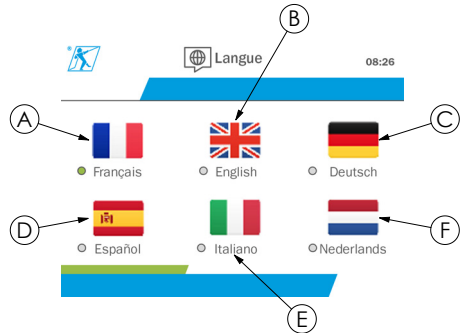 B
Langue
08:26
A
C
Français
English
Deutsch
D
F
Español
Italiano
Nederlands
E